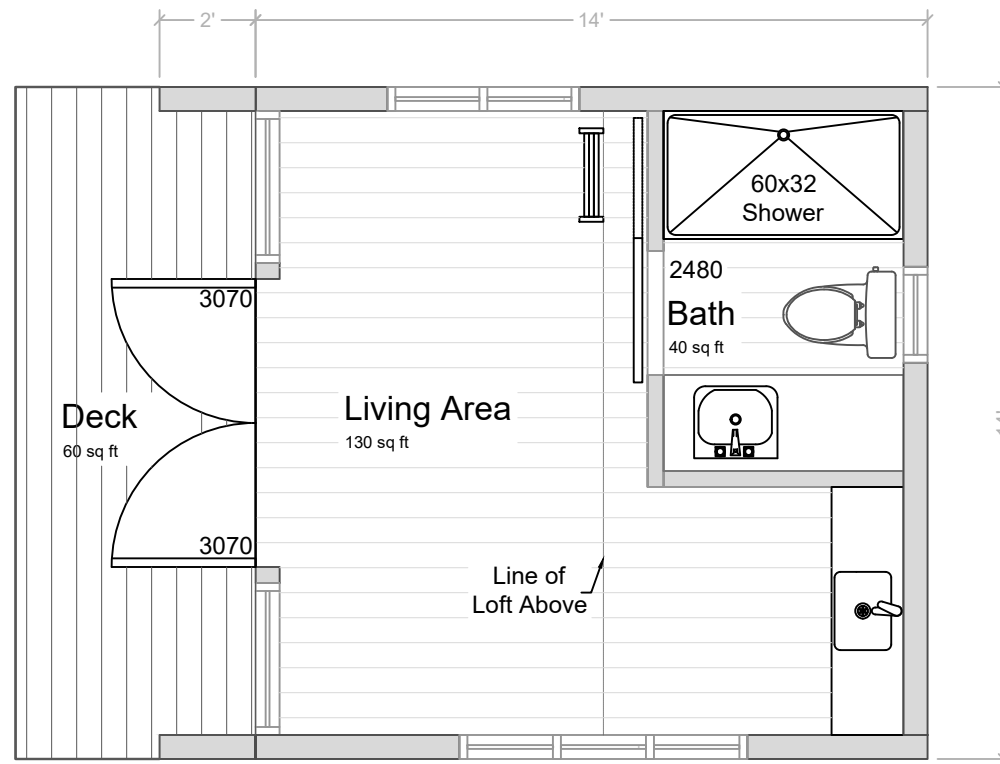 2'
14'
60x32
Shower
2480
Bath
40 sq ft
3070
Deck
60 sq ft
Living Area
130 sq ft
3070
Line of
Loft Above